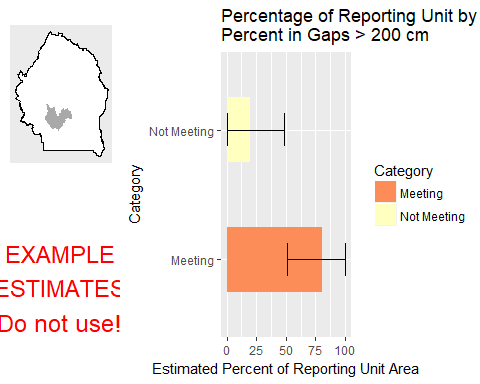 Percentage of Reporting Unit by
Percent in Gaps > 200 cm
Not Meeting
Meeting
Category
0 25 50 75 100
Estimated Percent of Reporting Unit Area
Category
Meeting
Not Meeting
EXAMPLE
ESTIMATES
Do not use!